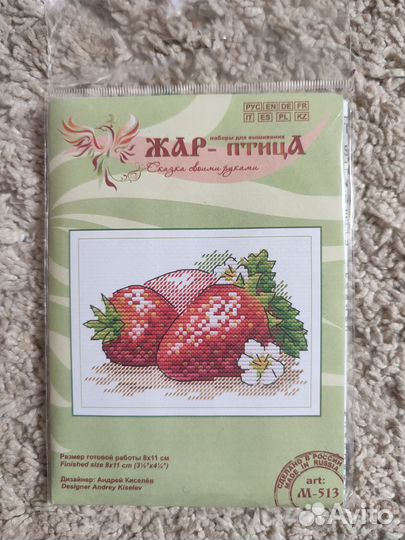 РУС EN DE FR
IT ES PL KZ
наборы для вышивания
ЖАР-ПТИЦА
Сказка своими руками
Размер готовой работы 8х11 см
Finished size 8x11 cm (3⅛"x4½")
Дизайнер: Андрей Киселёв
Designer Andrey Kiselev
СДЕЛАНО В РОССИИ
MADE IN RUSSIA
art:
М-513
Avito